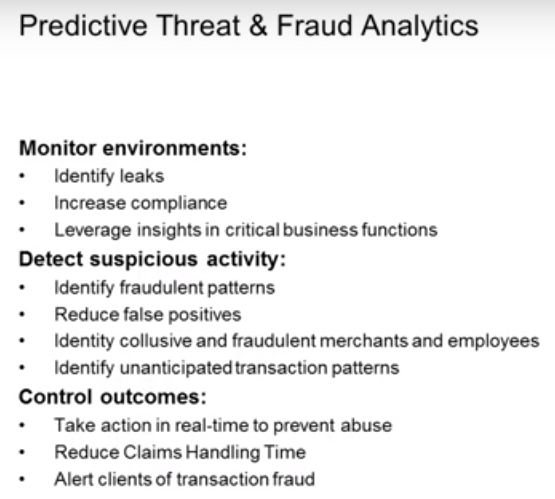 Predictive Threat & Fraud Analytics
Monitor environments:
• Identify leaks
• Increase compliance
• Leverage insights in critical business functions
Detect suspicious activity:
• Identify fraudulent patterns
• Reduce false positives
• Identity collusive and fraudulent merchants and employees
• Identify unanticipated transaction patterns
Control outcomes:
• Take action in real-time to prevent abuse
• Reduce Claims Handling Time
• Alert clients of transaction fraud